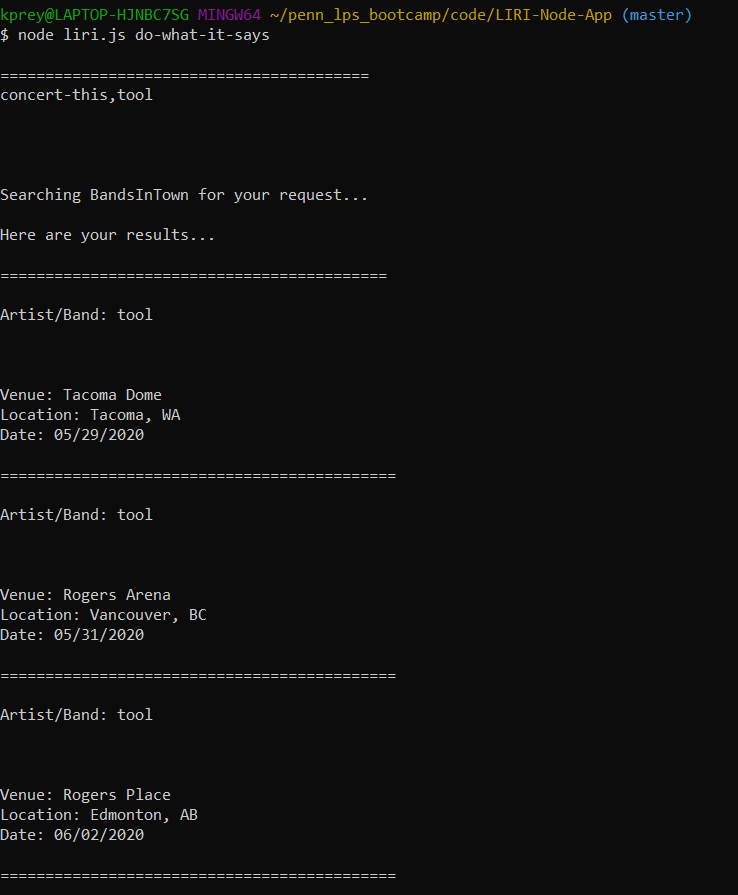 kprey@LAPTOP-HJNBC7SG MINGW64 ~/penn_lps_bootcamp/code/LIRI-Node-App (master)
$ node liri.js do-what-it-says
=========================================
concert-this,tool
Searching BandsInTown for your request...
Here are your results...
===========================================
Artist/Band: tool
Venue: Tacoma Dome
Location: Tacoma, WA
Date: 05/29/2020
============================================
Artist/Band: tool
Venue: Rogers Arena
Location: Vancouver, BC
Date: 05/31/2020
============================================
Artist/Band: tool
Venue: Rogers Place
Location: Edmonton, AB
Date: 06/02/2020
============================================